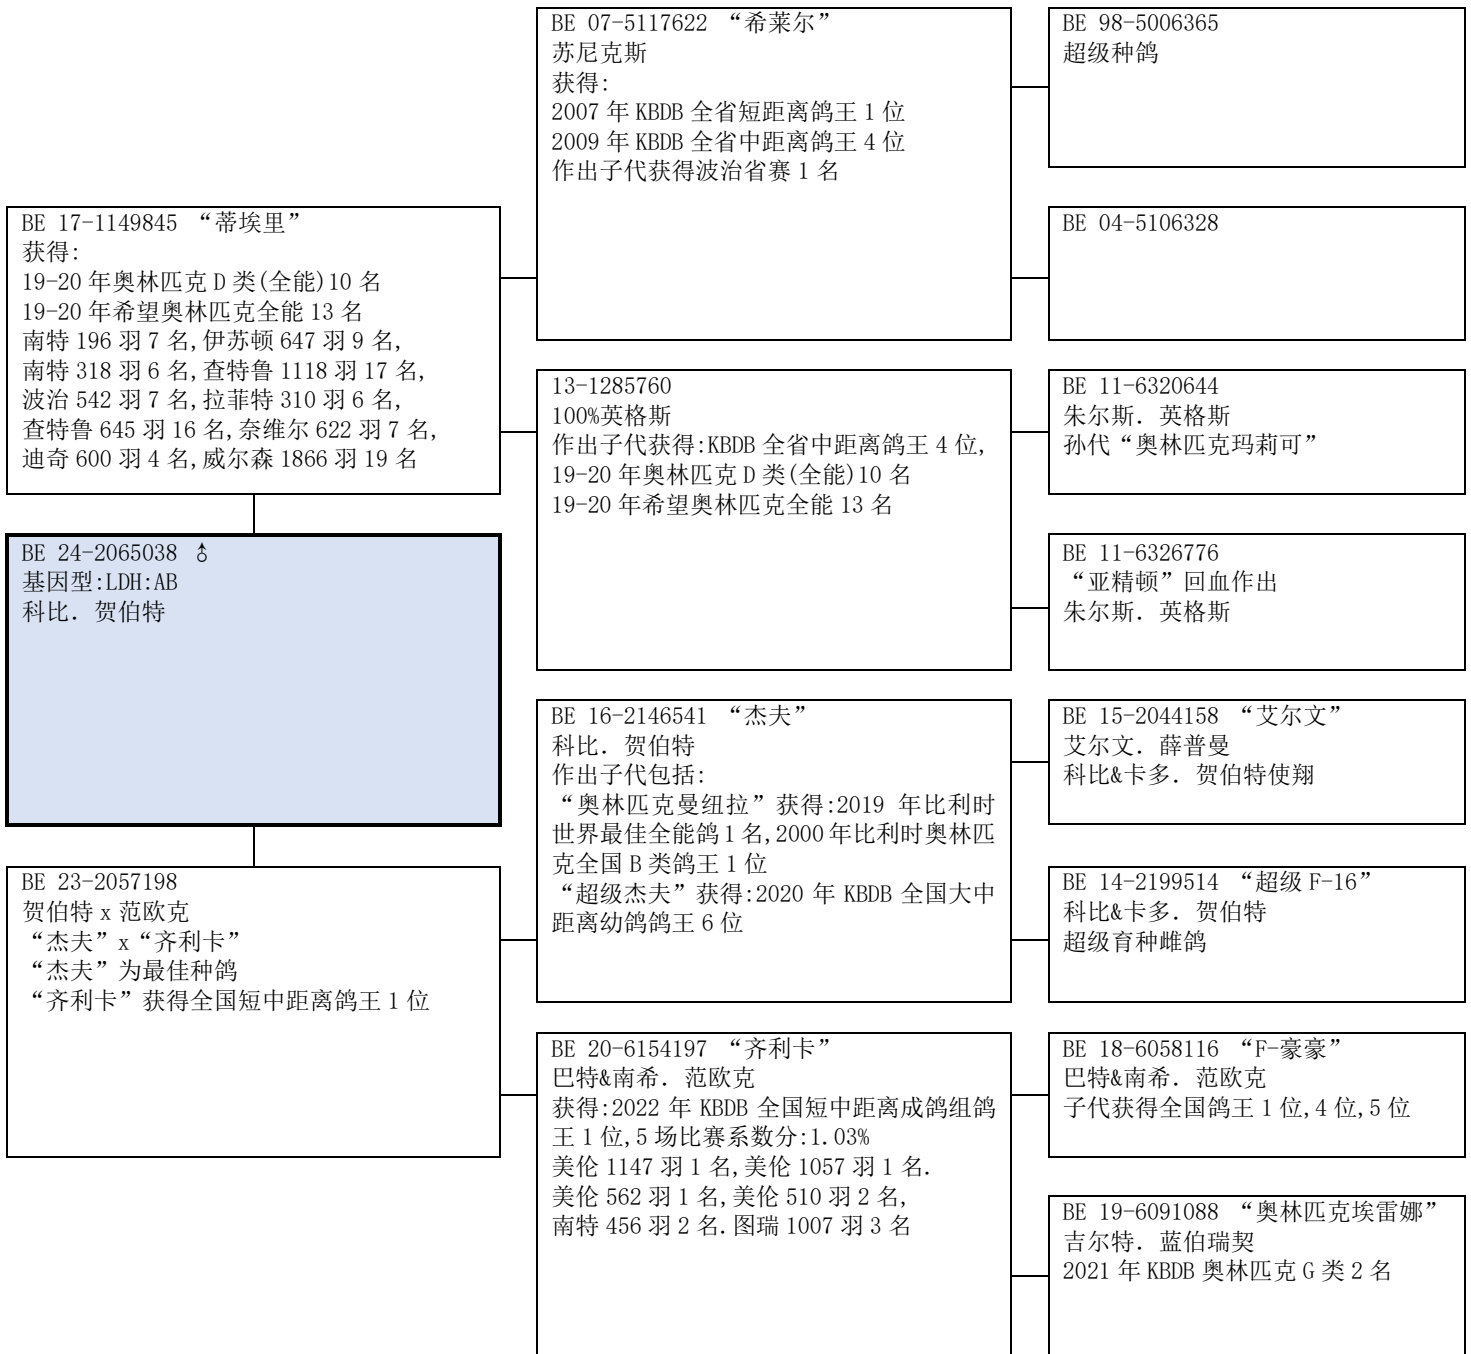 BE 07-5117622 “希莱尔”
苏尼克斯
获得:
2007 年 KBDB 全省短距离鸽王 1 位
2009 年 KBDB 全省中距离鸽王 4 位
作出子代获得波治省赛 1 名
BE 98-5006365
超级种鸽
BE 04-5106328
BE 17-1149845 “蒂埃里”
获得:
19-20 年奥林匹克 D 类(全能)10 名
19-20 年希望奥林匹克全能 13 名
南特 196 羽 7 名,伊苏顿 647 羽 9 名,
南特 318 羽 6 名,查特鲁 1118 羽 17 名,
波治 542 羽 7 名,拉菲特 310 羽 6 名,
查特鲁 645 羽 16 名,奈维尔 622 羽 7 名,
迪奇 600 羽 4 名,威尔森 1866 羽 19 名
13-1285760
100%英格斯
作出子代获得:KBDB 全省中距离鸽王 4 位,
19-20 年奥林匹克 D 类(全能)10 名
19-20 年希望奥林匹克全能 13 名
BE 11-6320644
朱尔斯．英格斯
孙代“奥林匹克玛莉可”
BE 11-6326776
“亚精顿”回血作出
朱尔斯．英格斯
BE 24-2065038 ♂
基因型:LDH:AB
科比．贺伯特
BE 16-2146541 “杰夫”
科比．贺伯特
作出子代包括:
“奥林匹克曼纽拉”获得:2019 年比利时
世界最佳全能鸽 1 名,2000 年比利时奥林匹
克全国 B 类鸽王 1 位
“超级杰夫”获得:2020 年 KBDB 全国大中
距离幼鸽鸽王 6 位
BE 15-2044158 “艾尔文”
艾尔文．薛普曼
科比&卡多．贺伯特使翔
BE 14-2199514 “超级 F-16”
科比&卡多．贺伯特
超级育种雌鸽
BE 23-2057198
贺伯特 x 范欧克
“杰夫”x“齐利卡”
“杰夫”为最佳种鸽
“齐利卡”获得全国短中距离鸽王 1 位
BE 20-6154197 “齐利卡”
巴特&南希．范欧克
获得:2022 年 KBDB 全国短中距离成鸽组鸽
王 1 位,5 场比赛系数分:1.03%
美伦 1147 羽 1 名,美伦 1057 羽 1 名.
美伦 562 羽 1 名,美伦 510 羽 2 名,
南特 456 羽 2 名.图瑞 1007 羽 3 名
BE 18-6058116 “F-豪豪”
巴特&南希．范欧克
子代获得全国鸽王 1 位,4 位,5 位
BE 19-6091088 “奥林匹克埃雷娜”
吉尔特．蓝伯瑞契
2021 年 KBDB 奥林匹克 G 类 2 名